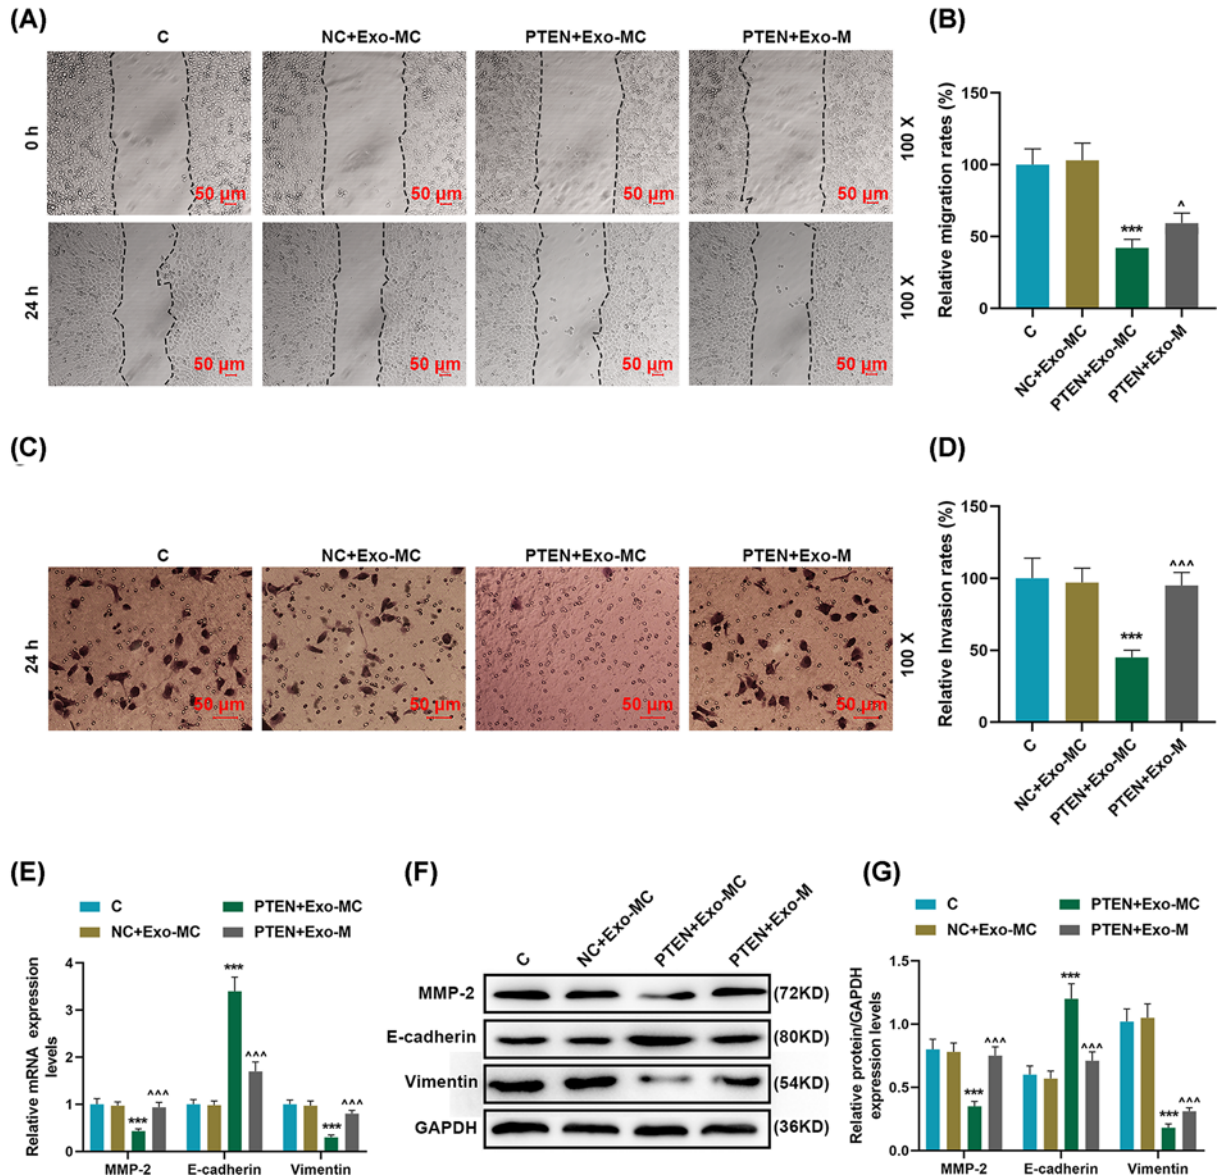 (A)
C
NC+Exo-MC
PTEN+Exo-MC
PTEN+Exo-M
0 h
50 µm
50 µm
50 µm
50 µm
100 X
24 h
50 µm
50 µm
50 µm
50 µm
100 X
(B)
Relative migration rates (%)
150
100
50
0
***
^
C
NC+Exo-MC
PTEN+Exo-MC
PTEN+Exo-M
(C)
C
NC+Exo-MC
PTEN+Exo-MC
PTEN+Exo-M
24 h
50 µm
50 µm
50 µm
50 µm
100 X
(D)
Relative Invasion rates (%)
150
100
50
0
***
^^^
C
NC+Exo-MC
PTEN+Exo-MC
PTEN+Exo-M
(E)
C
PTEN+Exo-MC
NC+Exo-MC
PTEN+Exo-M
Relative mRNA expression
levels
4
3
2
1
0
***
^^^
***
^^^
***
^^^
MMP-2
E-cadherin
Vimentin
(F)
C
NC+Exo-MC
PTEN+Exo-MC
PTEN+Exo-M
MMP-2
(72KD)
E-cadherin
(80KD)
Vimentin
(54KD)
GAPDH
(36KD)
(G)
C
PTEN+Exo-MC
NC+Exo-MC
PTEN+Exo-M
Relative protein/GAPDH
expression levels
1.5
1.0
0.5
0.0
***
^^^
***
^^^
***
^^^
MMP-2
E-cadherin
Vimentin